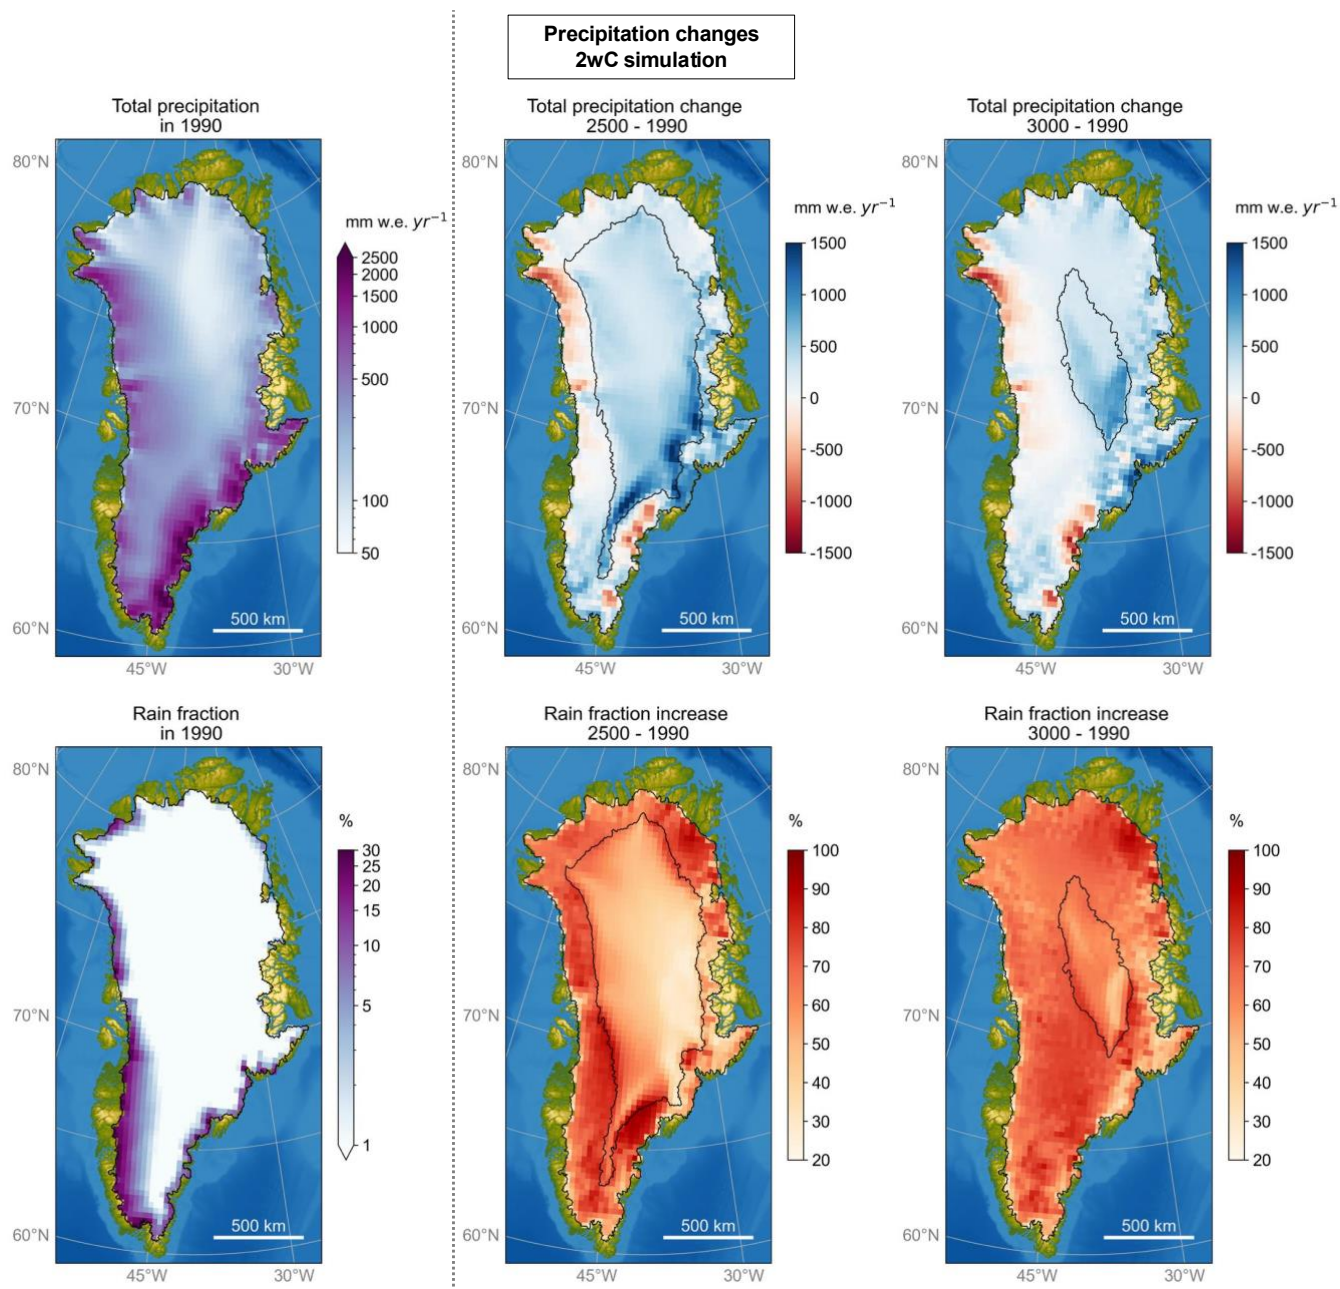 Precipitation changes
2wC simulation
Total precipitation
in 1990
80°N
70°N
60°N
45°W
30°W
500 km
mm w.e. yr⁻¹
2500
2000
1500
1000
500
100
50
Total precipitation change
2500 - 1990
80°N
70°N
60°N
45°W
30°W
500 km
mm w.e. yr⁻¹
1500
1000
500
0
-500
-1000
-1500
Total precipitation change
3000 - 1990
80°N
70°N
60°N
45°W
30°W
500 km
mm w.e. yr⁻¹
1500
1000
500
0
-500
-1000
-1500
Rain fraction
in 1990
80°N
70°N
60°N
45°W
30°W
500 km
%
30
25
20
15
10
5
1
Rain fraction increase
2500 - 1990
80°N
70°N
60°N
45°W
30°W
500 km
%
100
90
80
70
60
50
40
30
20
Rain fraction increase
3000 - 1990
80°N
70°N
60°N
45°W
30°W
500 km
%
100
90
80
70
60
50
40
30
20